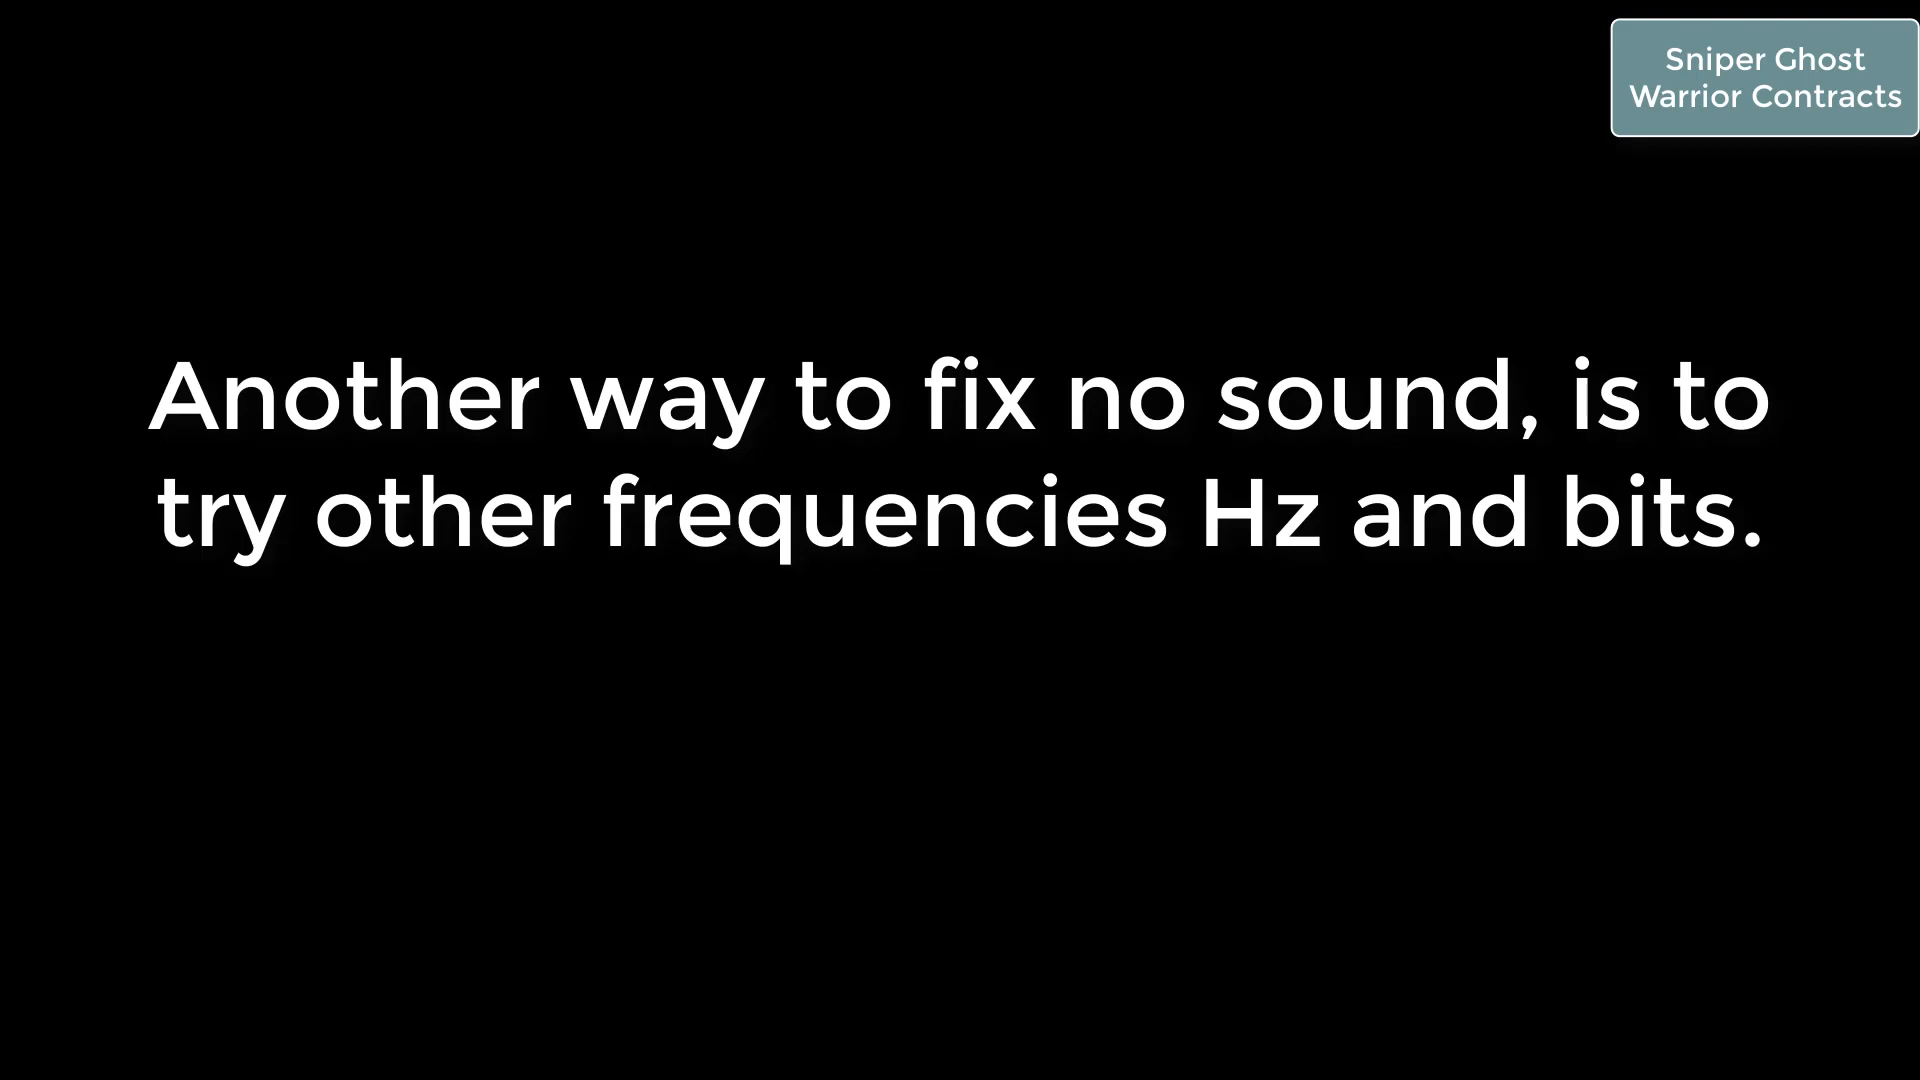 Sniper Ghost
Warrior Contracts
Another way to fix no sound, is to
try other frequencies Hz and bits.